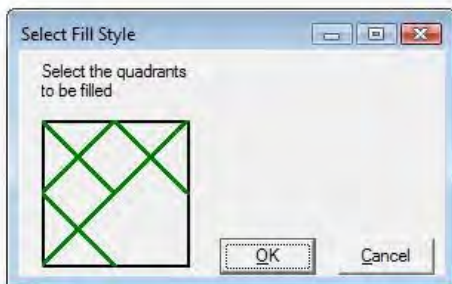 Select Fill Style
Select the quadrants
to be filled
OK
Cancel